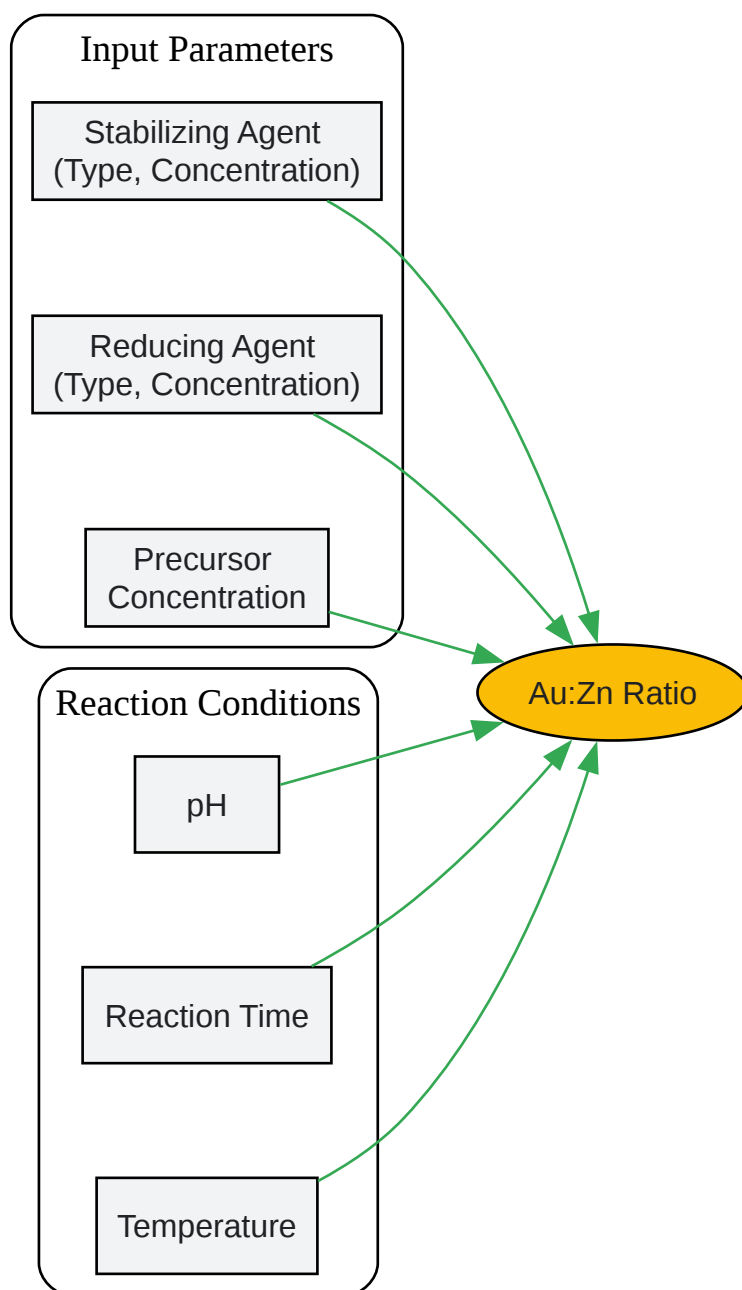 Input Parameters
Stabilizing Agent
(Type, Concentration)
Reducing Agent
(Type, Concentration)
Precursor
Concentration
Au:Zn Ratio
Reaction Conditions
pH
Reaction Time
Temperature